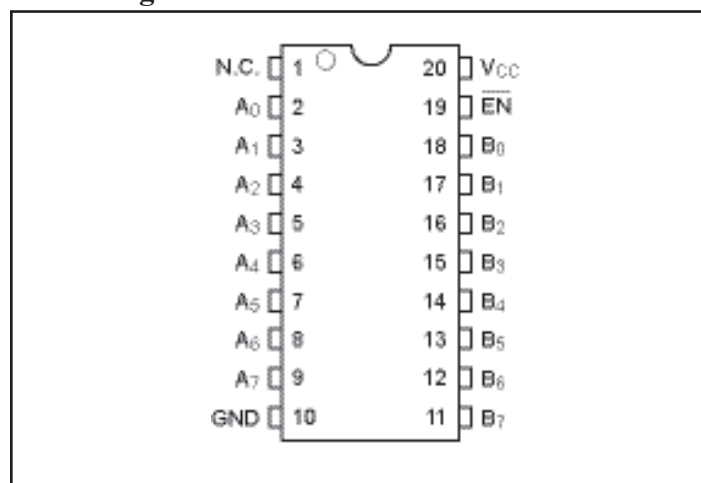 N.C. 1 20 VCC
A0 2 19 EN
A1 3 18 B0
A2 4 17 B1
A3 5 16 B2
A4 6 15 B3
A5 7 14 B4
A6 8 13 B5
A7 9 12 B6
GND 10 11 B7